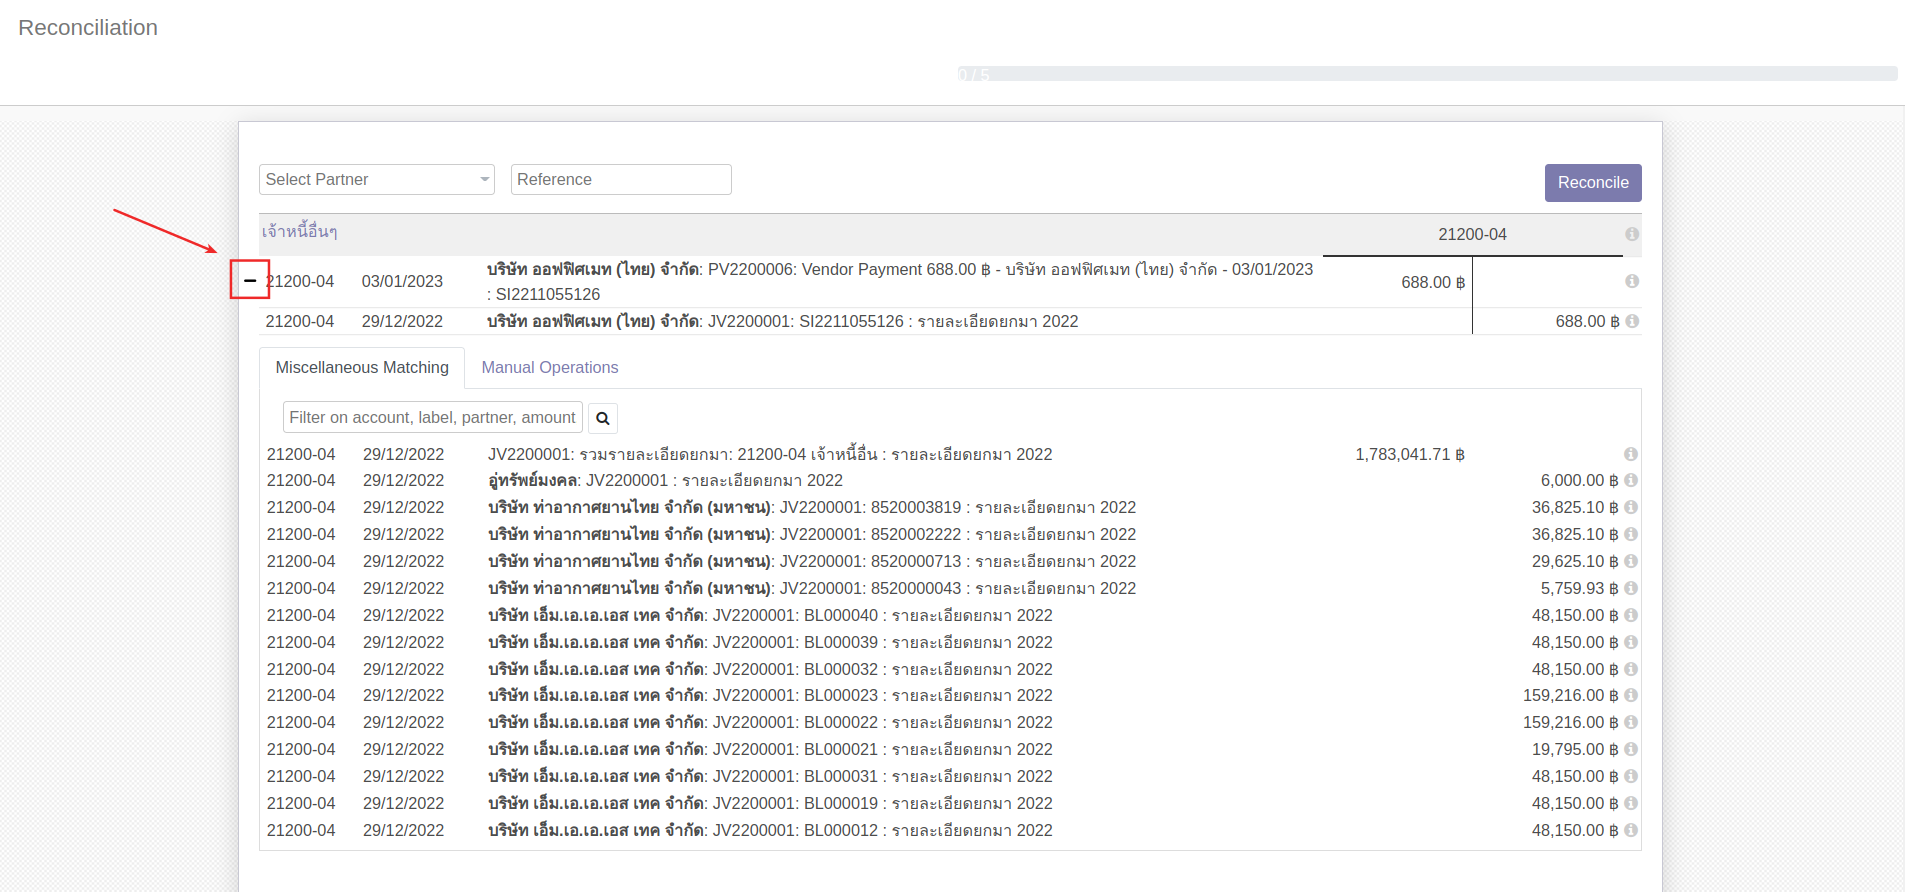 Reconciliation
0 / 5
Select Partner Reference Reconcile
เจ้าหนี้อื่นๆ 21200-04
21200-04 03/01/2023 บริษัท ออฟฟิศเมท (ไทย) จำกัด: PV2200006: Vendor Payment 688.00 ฿ - บริษัท ออฟฟิศเมท (ไทย) จำกัด - 03/01/2023 688.00 ฿
: SI2211055126
21200-04 29/12/2022 บริษัท ออฟฟิศเมท (ไทย) จำกัด: JV2200001: SI2211055126 : รายละเอียดยกมา 2022 688.00 ฿
Miscellaneous Matching Manual Operations
Filter on account, label, partner, amount
21200-04 29/12/2022 JV2200001: รวมรายละเอียดยกมา: 21200-04 เจ้าหนี้อื่น : รายละเอียดยกมา 2022 1,783,041.71 ฿
21200-04 29/12/2022 อู่ทรัพย์มงคล: JV2200001 : รายละเอียดยกมา 2022 6,000.00 ฿
21200-04 29/12/2022 บริษัท ท่าอากาศยานไทย จำกัด (มหาชน): JV2200001: 8520003819 : รายละเอียดยกมา 2022 36,825.10 ฿
21200-04 29/12/2022 บริษัท ท่าอากาศยานไทย จำกัด (มหาชน): JV2200001: 8520002222 : รายละเอียดยกมา 2022 36,825.10 ฿
21200-04 29/12/2022 บริษัท ท่าอากาศยานไทย จำกัด (มหาชน): JV2200001: 8520000713 : รายละเอียดยกมา 2022 29,625.10 ฿
21200-04 29/12/2022 บริษัท ท่าอากาศยานไทย จำกัด (มหาชน): JV2200001: 8520000043 : รายละเอียดยกมา 2022 5,759.93 ฿
21200-04 29/12/2022 บริษัท เอ็ม.เอ.เอ.เอส เทค จำกัด: JV2200001: BL000040 : รายละเอียดยกมา 2022 48,150.00 ฿
21200-04 29/12/2022 บริษัท เอ็ม.เอ.เอ.เอส เทค จำกัด: JV2200001: BL000039 : รายละเอียดยกมา 2022 48,150.00 ฿
21200-04 29/12/2022 บริษัท เอ็ม.เอ.เอ.เอส เทค จำกัด: JV2200001: BL000032 : รายละเอียดยกมา 2022 48,150.00 ฿
21200-04 29/12/2022 บริษัท เอ็ม.เอ.เอ.เอส เทค จำกัด: JV2200001: BL000023 : รายละเอียดยกมา 2022 159,216.00 ฿
21200-04 29/12/2022 บริษัท เอ็ม.เอ.เอ.เอส เทค จำกัด: JV2200001: BL000022 : รายละเอียดยกมา 2022 159,216.00 ฿
21200-04 29/12/2022 บริษัท เอ็ม.เอ.เอ.เอส เทค จำกัด: JV2200001: BL000021 : รายละเอียดยกมา 2022 19,795.00 ฿
21200-04 29/12/2022 บริษัท เอ็ม.เอ.เอ.เอส เทค จำกัด: JV2200001: BL000031 : รายละเอียดยกมา 2022 48,150.00 ฿
21200-04 29/12/2022 บริษัท เอ็ม.เอ.เอ.เอส เทค จำกัด: JV2200001: BL000019 : รายละเอียดยกมา 2022 48,150.00 ฿
21200-04 29/12/2022 บริษัท เอ็ม.เอ.เอ.เอส เทค จำกัด: JV2200001: BL000012 : รายละเอียดยกมา 2022 48,150.00 ฿